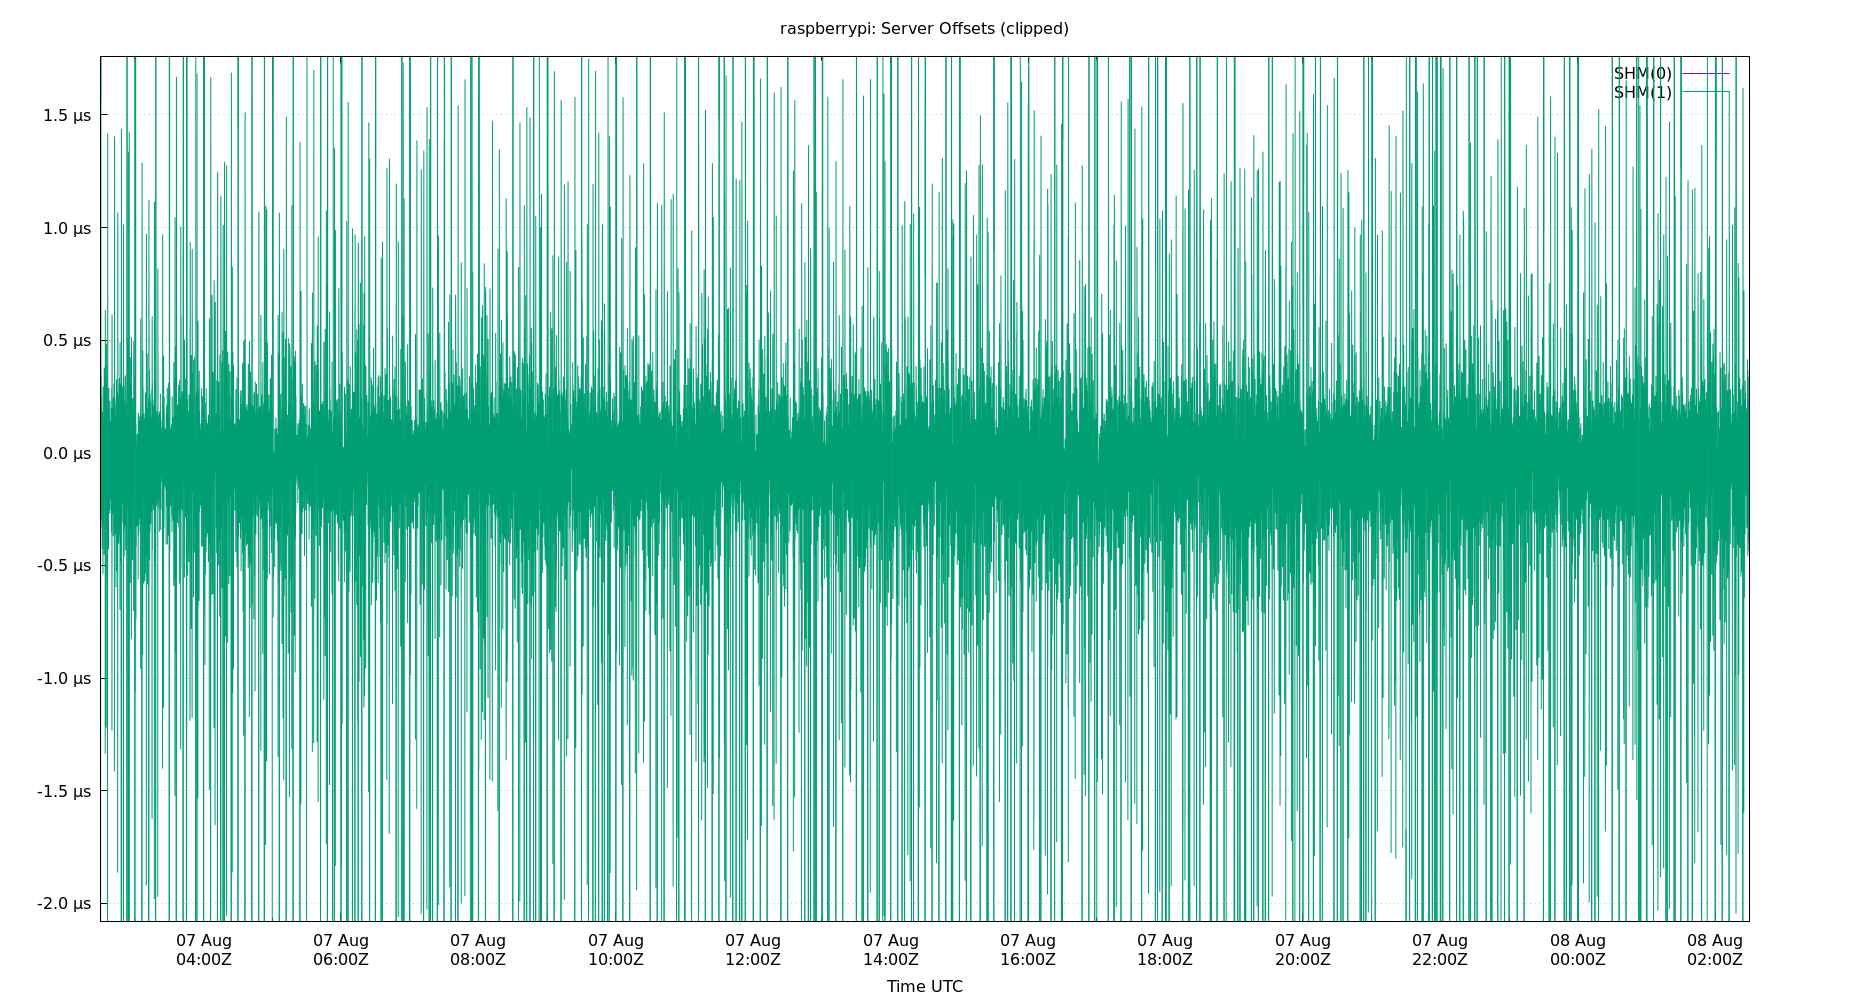 raspberrypi: Server Offsets (clipped)
SHM(0)
SHM(1)
1.5 µs
1.0 µs
0.5 µs
0.0 µs
-0.5 µs
-1.0 µs
-1.5 µs
-2.0 µs
07 Aug 07 Aug 07 Aug 07 Aug 07 Aug 07 Aug 07 Aug 07 Aug 07 Aug 07 Aug 08 Aug 08 Aug
04:00Z 06:00Z 08:00Z 10:00Z 12:00Z 14:00Z 16:00Z 18:00Z 20:00Z 22:00Z 00:00Z 02:00Z
Time UTC